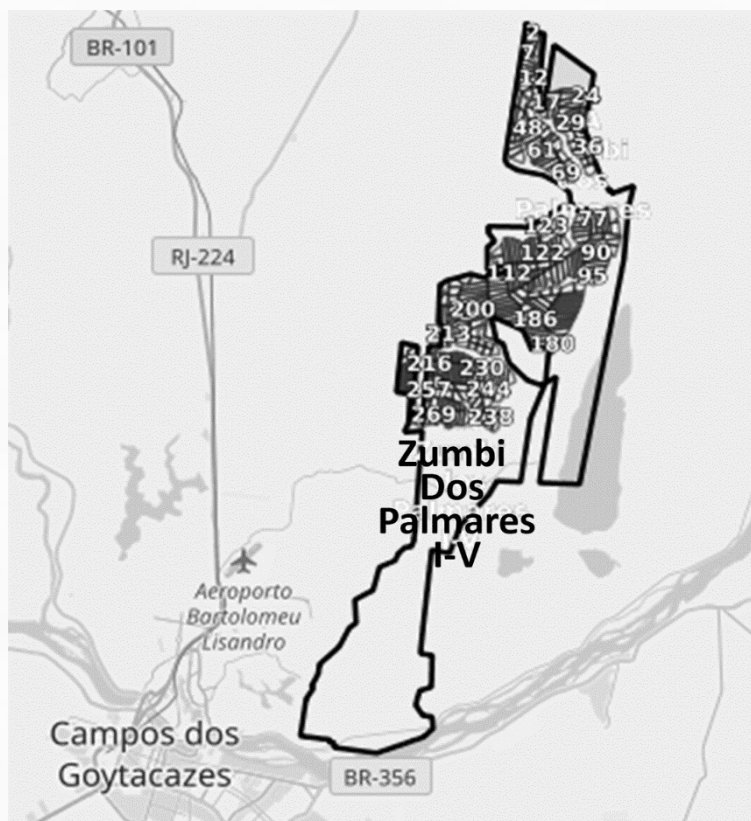 BR-101
2
7
12
24
17
29A
48
36
61
69
Palmares
77
123
122
90
112
95
200
186
213
180
216
230
257
244
269
238
RJ-224
Zumbi
Dos
Palmares
I-V
Aeroporto
Bartolomeu
Lisandro
Campos dos
Goytacazes
BR-356